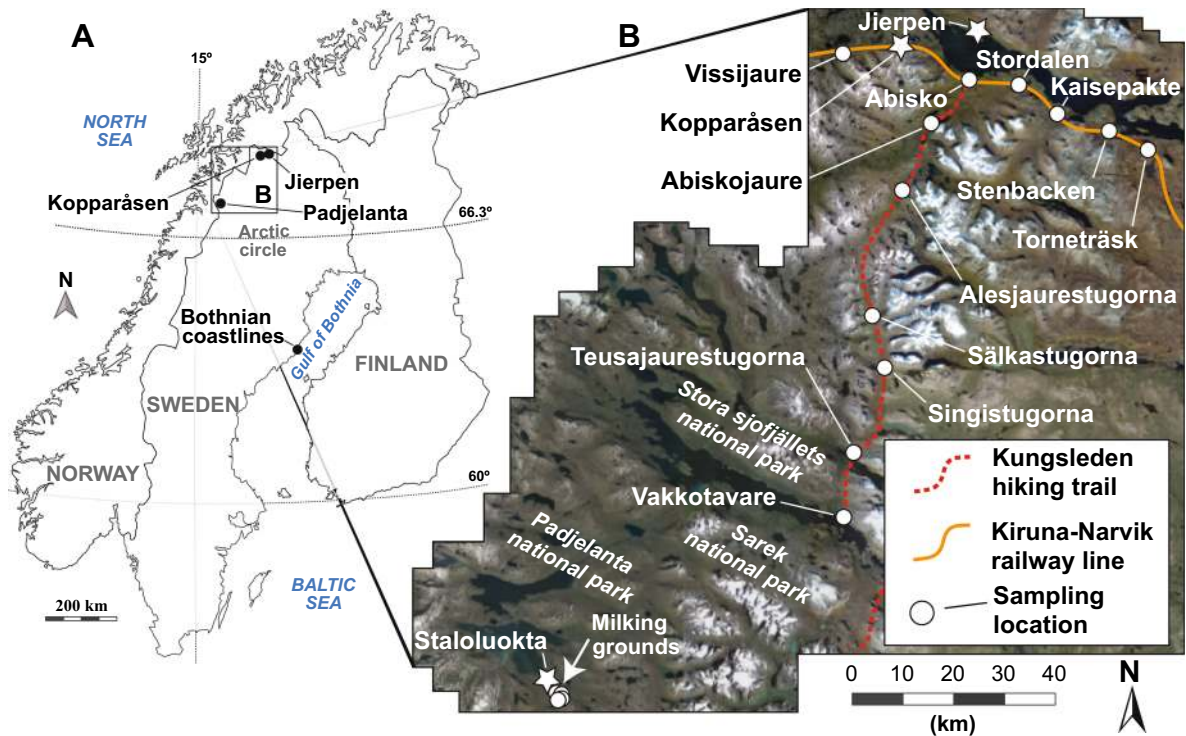 A
15º
NORTH
SEA
Kopparåsen
Jierpen
B
Padjelanta
66.3º
Arctic
circle
N
Bothnian
coastlines
Gulf of Bothnia
FINLAND
SWEDEN
NORWAY
60º
BALTIC
SEA
200 km
B
Jierpen
Vissijaure
Stordalen
Abisko
Kaisepakte
Kopparåsen
Abiskojaure
Stenbacken
Torneträsk
Alesjaurestugorna
Teusajaurestugorna
Sälkastugorna
Singistugorna
Stora sjofjällets
national park
Vakkotavare
Padjelanta
national park
Sarek
national park
Staloluokta
Milking
grounds
Kungsleden
hiking trail
Kiruna-Narvik
railway line
Sampling
location
0 10 20 30 40
(km)
N